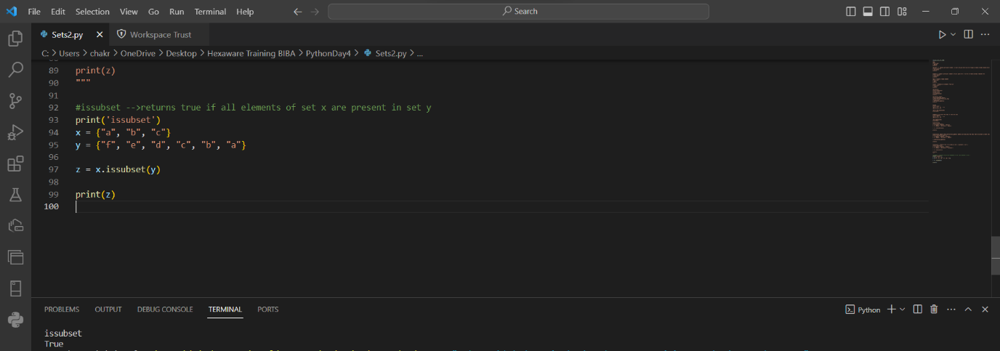 File Edit Selection View Go Run Terminal Help Search
Sets2.py Workspace Trust
C: > Users > chakr > OneDrive > Desktop > Hexaware Training BIBA > PythonDay4 > Sets2.py > ...
89 print(z)
90 """
91
92 #issubset -->returns true if all elements of set x are present in set y
93 print('issubset')
94 x = {"a", "b", "c"}
95 y = {"f", "e", "d", "c", "b", "a"}
96
97 z = x.issubset(y)
98
99 print(z)
100
PROBLEMS OUTPUT DEBUG CONSOLE TERMINAL PORTS Python
issubset
True